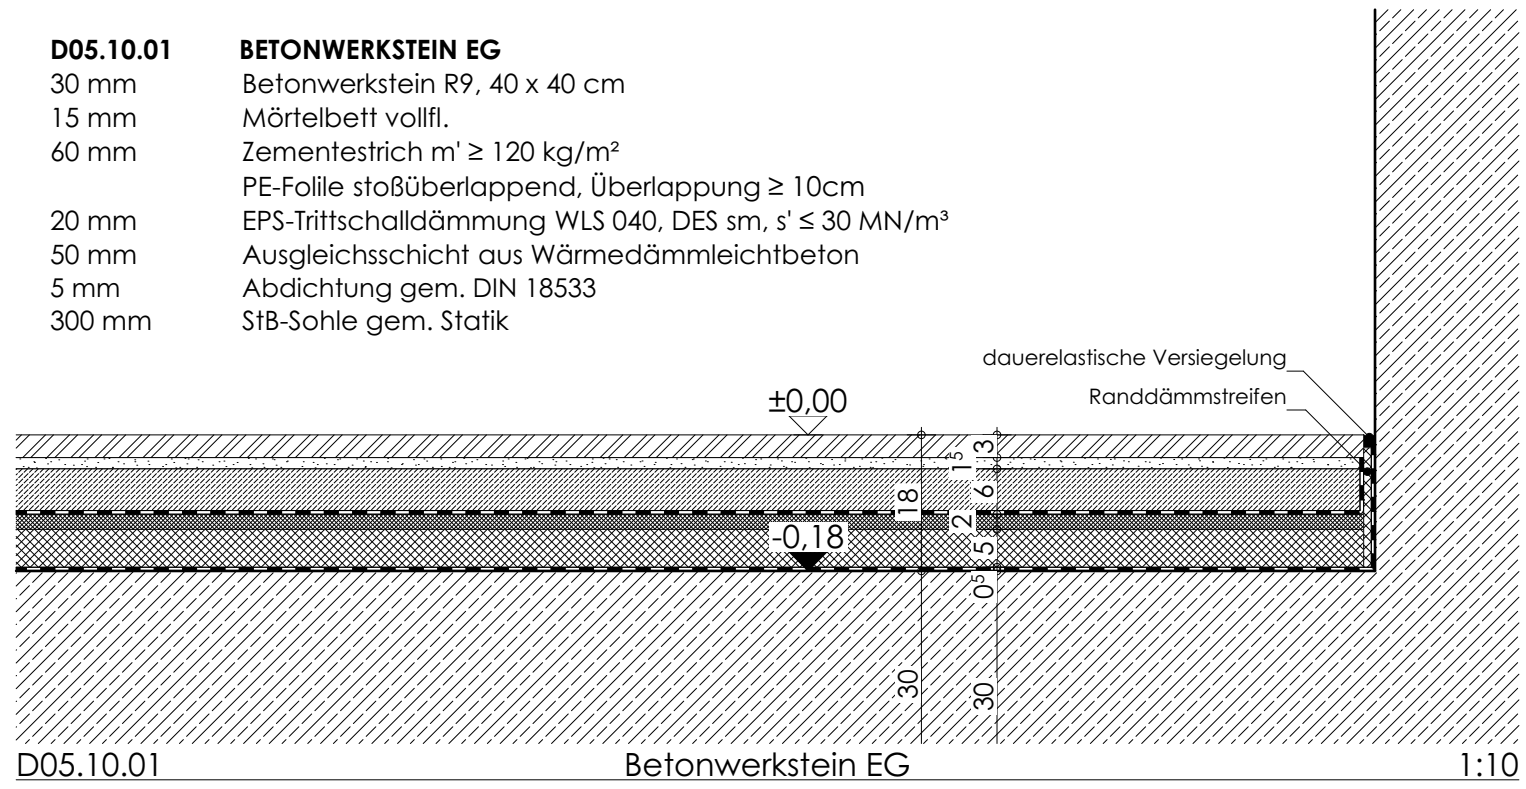 D05.10.01 BETONWERKSTEIN EG
30 mm Betonwerkstein R9, 40 x 40 cm
15 mm Mörtelbett vollfl.
60 mm Zementestrich m' ≥ 120 kg/m²
PE-Folile stoßüberlappend, Überlappung ≥ 10cm
20 mm EPS-Trittschalldämmung WLS 040, DES sm, s' ≤ 30 MN/m³
50 mm Ausgleichsschicht aus Wärmedämmleichtbeton
5 mm Abdichtung gem. DIN 18533
300 mm StB-Sohle gem. Statik
dauerelastische Versiegelung
Randdämmstreifen
±0,00
-0,18
18
30
3
1⁵
6
2
5
0⁵
30
D05.10.01 Betonwerkstein EG 1:10